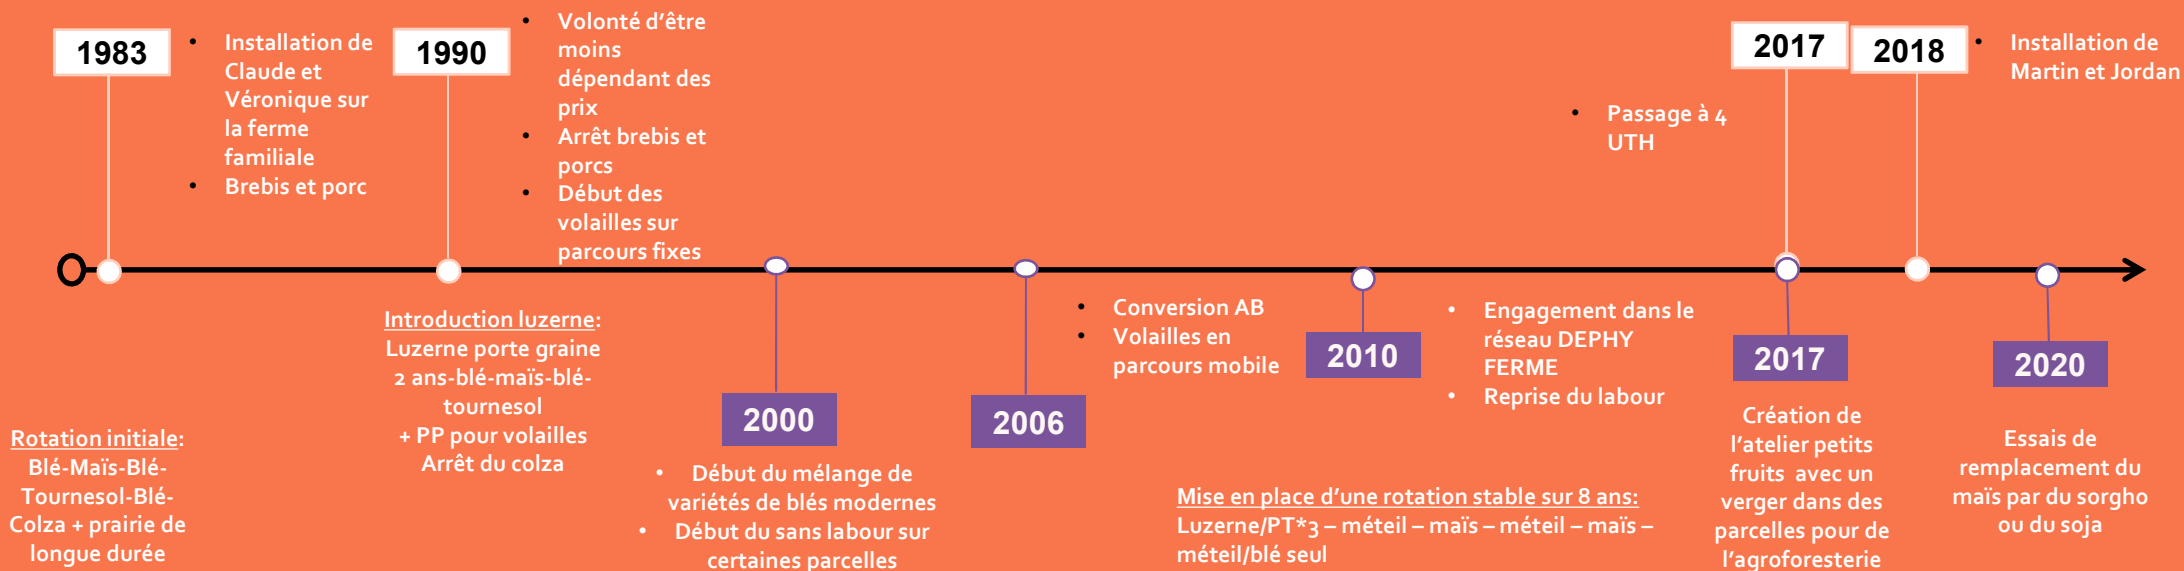 1983
• Installation de
Claude et
Véronique sur
la ferme
familiale
• Brebis et porc
1990
• Volonté d'être
moins
dépendant des
prix
• Arrêt brebis et
porcs
• Début des
volailles sur
parcours fixes
2017
• Passage à 4
UTH
2018
• Installation de
Martin et Jordan
Rotation initiale:
Blé-Maïs-Blé-
Tournesol-Blé-
Colza + prairie de
longue durée
Introduction luzerne:
Luzerne porte graine
2 ans-blé-maïs-blé-
tournesol
+ PP pour volailles
Arrêt du colza
2000
• Début du mélange de
variétés de blés modernes
• Début du sans labour sur
certaines parcelles
2006
• Conversion AB
• Volailles en
parcours mobile
2010
• Engagement dans le
réseau DEPHY
FERME
• Reprise du labour
Mise en place d'une rotation stable sur 8 ans:
Luzerne/PT*3 – méteil – maïs – méteil – maïs –
méteil/blé seul
2017
Création de
l'atelier petits
fruits avec un
verger dans des
parcelles pour de
l'agroforesterie
2020
Essais de
remplacement du
maïs par du sorgho
ou du soja